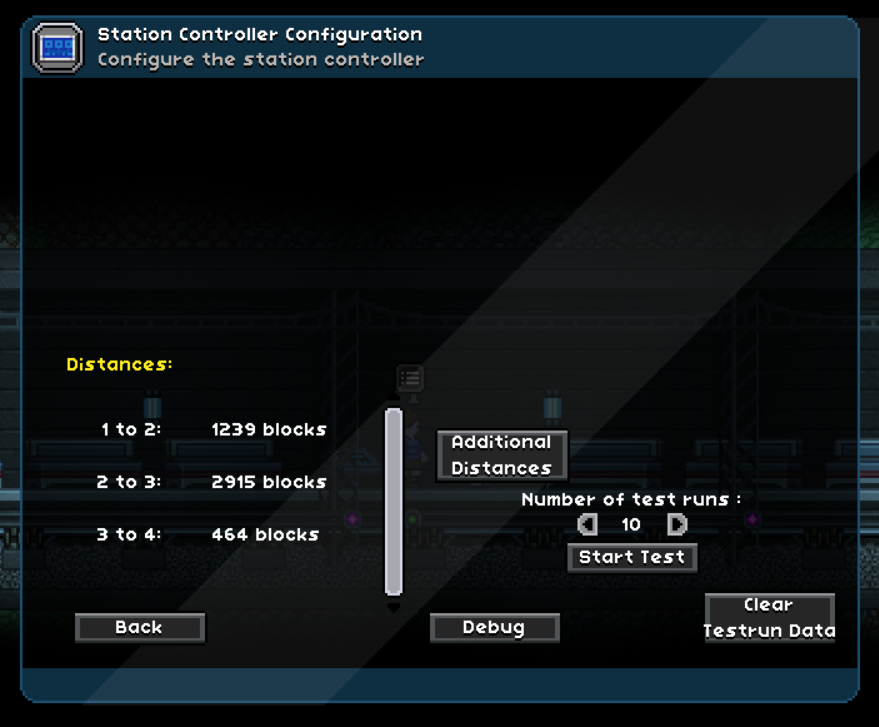 Station Controller Configuration
Configure the station controller
Distances:
1 to 2: 1239 blocks
2 to 3: 2915 blocks
3 to 4: 464 blocks
Additional
Distances
Number of test runs :
10
Start Test
Back
Debug
Clear
Testrun Data